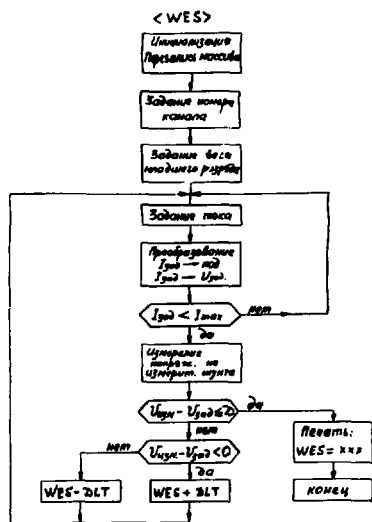 <WES>
Инициализация
Пересылка массива
Задание номера
канала
Задание веса
младшего разряда
Задание тока
Преобразование
Iзад — код
Iзад — Uзад.
Iзад < Imax
нет
да
Измерение
напряж. на
измерит. шунте
Uизм - Uзад = 0
да
нет
Печать:
WES = xxx
Uизм - Uзад < 0
нет
да
WES - DLT
WES + DLT
конец